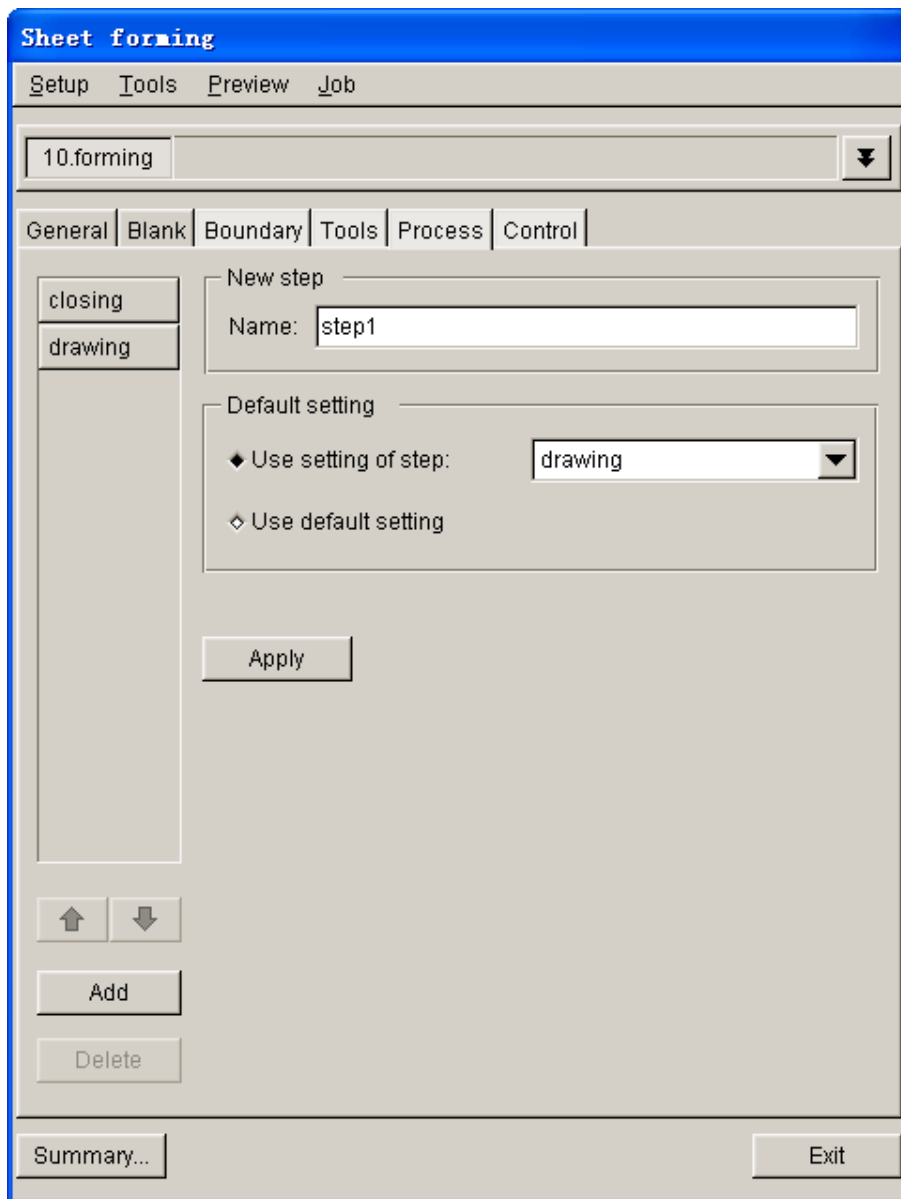 Sheet forming
Setup Tools Preview Job
10.forming
General Blank Boundary Tools Process Control
closing
drawing
New step
Name: step1
Default setting
Use setting of step: drawing
Use default setting
Apply
Add
Delete
Summary... Exit